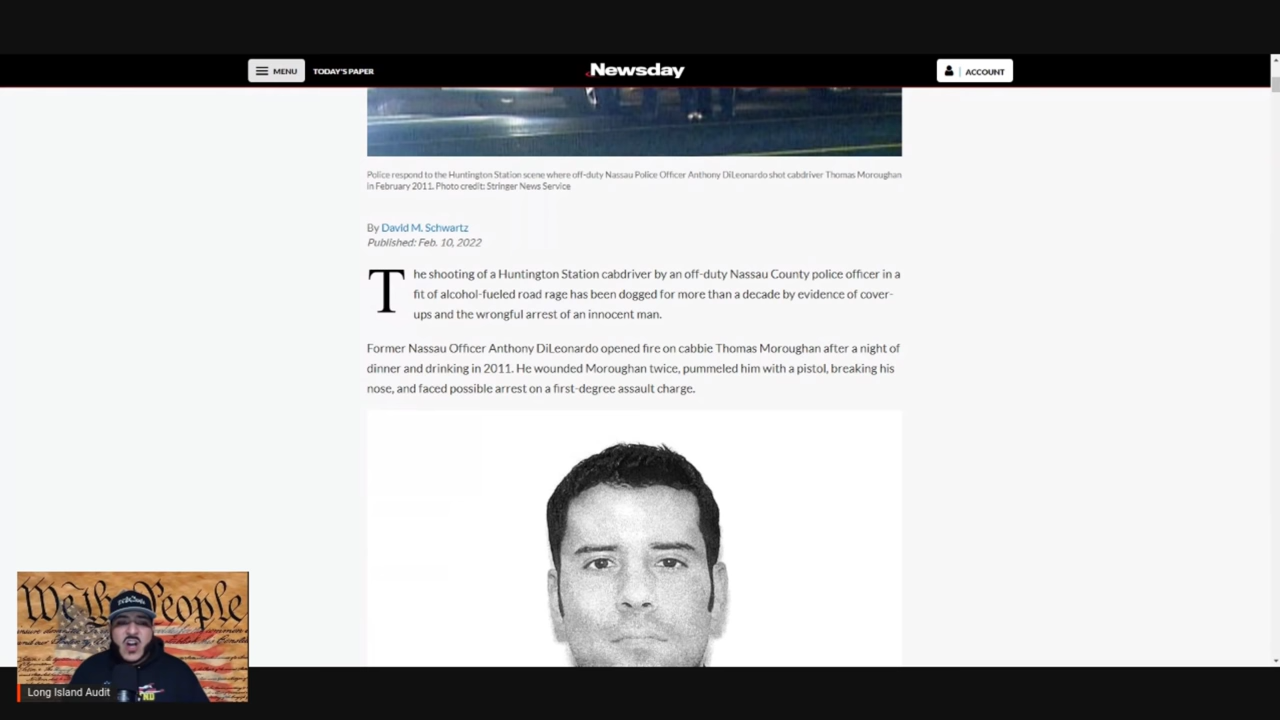 MENU
TODAY'S PAPER
Newsday
ACCOUNT
Police respond to the Huntington Station scene where off-duty Nassau Police Officer Anthony DiLeonardo shot cabdriver Thomas Moroughan
in February 2011. Photo credit: Stringer News Service
By David M. Schwartz
Published: Feb. 10, 2022
The shooting of a Huntington Station cabdriver by an off-duty Nassau County police officer in a
fit of alcohol-fueled road rage has been dogged for more than a decade by evidence of cover-
ups and the wrongful arrest of an innocent man.
Former Nassau Officer Anthony DiLeonardo opened fire on cabbie Thomas Moroughan after a night of
dinner and drinking in 2011. He wounded Moroughan twice, pummeled him with a pistol, breaking his
nose, and faced possible arrest on a first-degree assault charge.
We the People
Long Island Audit